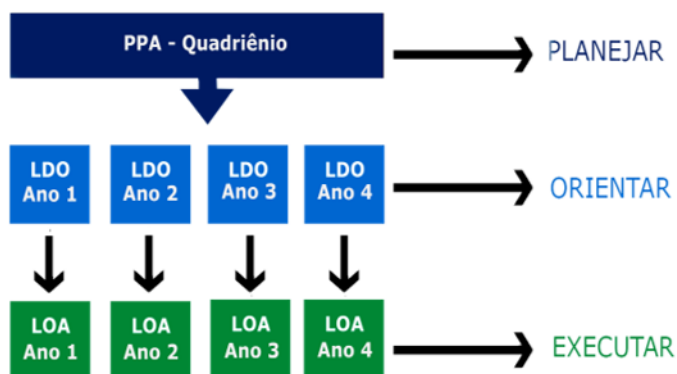 PPA - Quadriênio
PLANEJAR
LDO
Ano 1
LDO
Ano 2
LDO
Ano 3
LDO
Ano 4
ORIENTAR
LOA
Ano 1
LOA
Ano 2
LOA
Ano 3
LOA
Ano 4
EXECUTAR